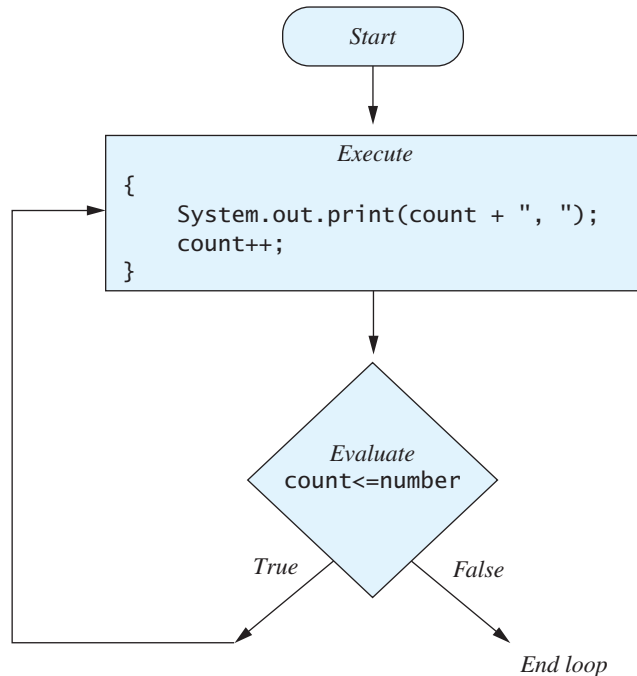 Start
Execute
{
    System.out.print(count + ", ");
    count++;
}
Evaluate
count<=number
True
False
End loop